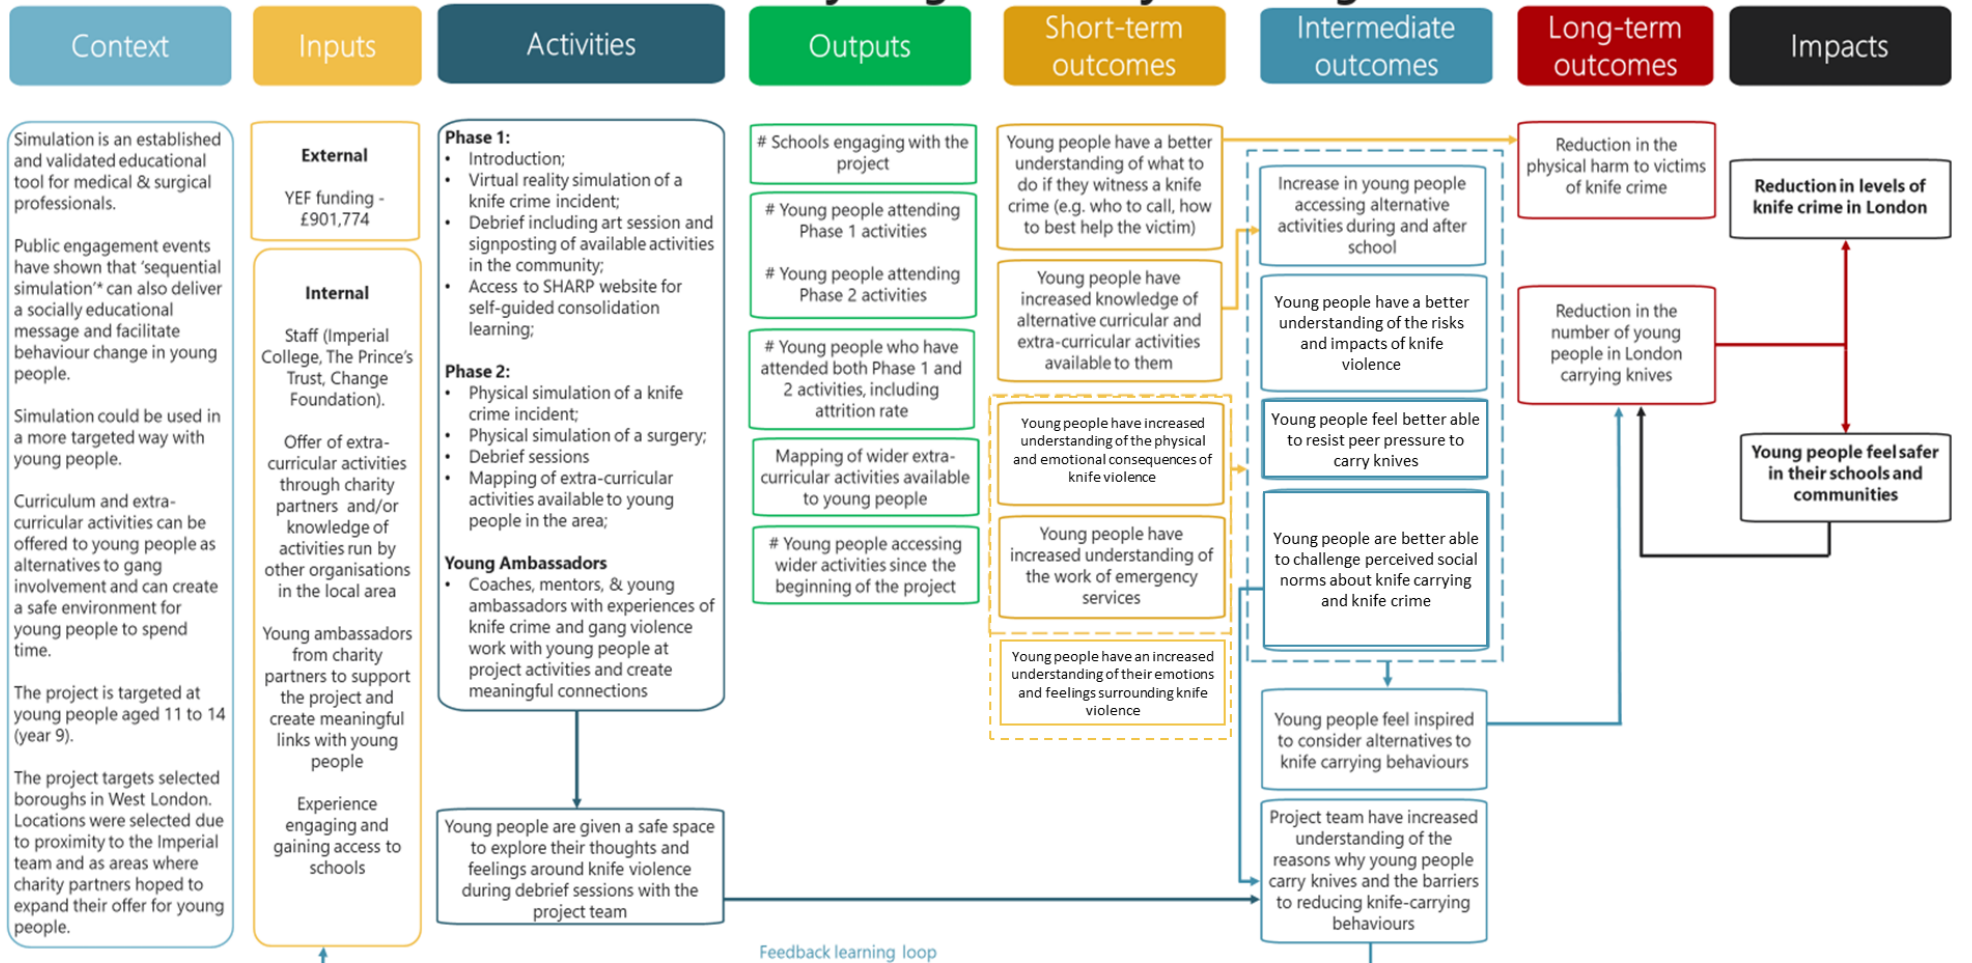 Context
Inputs
Activities
Outputs
Short-term
outcomes
Intermediate
outcomes
Long-term
outcomes
Impacts
Simulation is an established
and validated educational
tool for medical & surgical
professionals.
Public engagement events
have shown that ‘sequential
simulation’* can also deliver
a socially educational
message and facilitate
behaviour change in young
people.
Simulation could be used in
a more targeted way with
young people.
Curriculum and extra-
curricular activities can be
offered to young people as
alternatives to gang
involvement and can create
a safe environment for
young people to spend
time.
The project is targeted at
young people aged 11 to 14
(year 9).
The project targets selected
boroughs in West London.
Locations were selected due
to proximity to the Imperial
team and as areas where
charity partners hoped to
expand their offer for young
people.
External
YEF funding -
£901,774
Internal
Staff (Imperial
College, The Prince’s
Trust, Change
Foundation).
Offer of extra-
curricular activities
through charity
partners and/or
knowledge of
activities run by
other organisations
in the local area
Young ambassadors
from charity
partners to support
the project and
create meaningful
links with young
people
Experience
engaging and
gaining access to
schools
Phase 1:
• Introduction;
• Virtual reality simulation of a
knife crime incident;
• Debrief including art session and
signposting of available activities
in the community;
• Access to SHARP website for
self-guided consolidation
learning;
Phase 2:
• Physical simulation of a knife
crime incident;
• Physical simulation of a surgery;
• Debrief sessions
• Mapping of extra-curricular
activities available to young
people in the area;
Young Ambassadors
• Coaches, mentors, & young
ambassadors with experiences of
knife crime and gang violence
work with young people at
project activities and create
meaningful connections
Young people are given a safe space
to explore their thoughts and
feelings around knife violence
during debrief sessions with the
project team
# Schools engaging with the
project
# Young people attending
Phase 1 activities
# Young people attending
Phase 2 activities
# Young people who have
attended both Phase 1 and
2 activities, including
attrition rate
Mapping of wider extra-
curricular activities available
to young people
# Young people accessing
wider activities since the
beginning of the project
Young people have a better
understanding of what to
do if they witness a knife
crime (e.g. who to call, how
to best help the victim)
Young people have
increased knowledge of
alternative curricular and
extra-curricular activities
available to them
Young people have increased
understanding of the physical
and emotional consequences of
knife violence
Young people have
increased understanding of
the work of emergency
services
Young people have an increased
understanding of their emotions
and feelings surrounding knife
violence
Increase in young people
accessing alternative
activities during and after
school
Young people have a better
understanding of the risks
and impacts of knife
violence
Young people feel better able
to resist peer pressure to
carry knives
Young people are better able
to challenge perceived social
norms about knife carrying
and knife crime
Young people feel inspired
to consider alternatives to
knife carrying behaviours
Project team have increased
understanding of the
reasons why young people
carry knives and the barriers
to reducing knife-carrying
behaviours
Reduction in the
physical harm to victims
of knife crime
Reduction in the
number of young
people in London
carrying knives
Reduction in levels of
knife crime in London
Young people feel safer
in their schools and
communities
Feedback learning loop